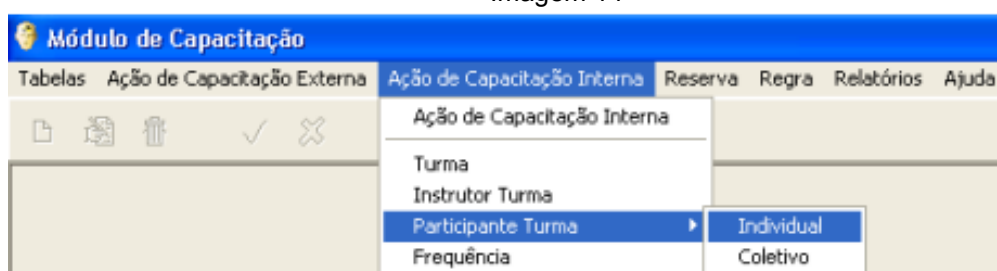 Módulo de Capacitação
Tabelas Ação de Capacitação Externa Ação de Capacitação Interna Reserva Regra Relatórios Ajuda
Ação de Capacitação Interna
Turma
Instrutor Turma
Participante Turma Individual
Frequência Coletivo